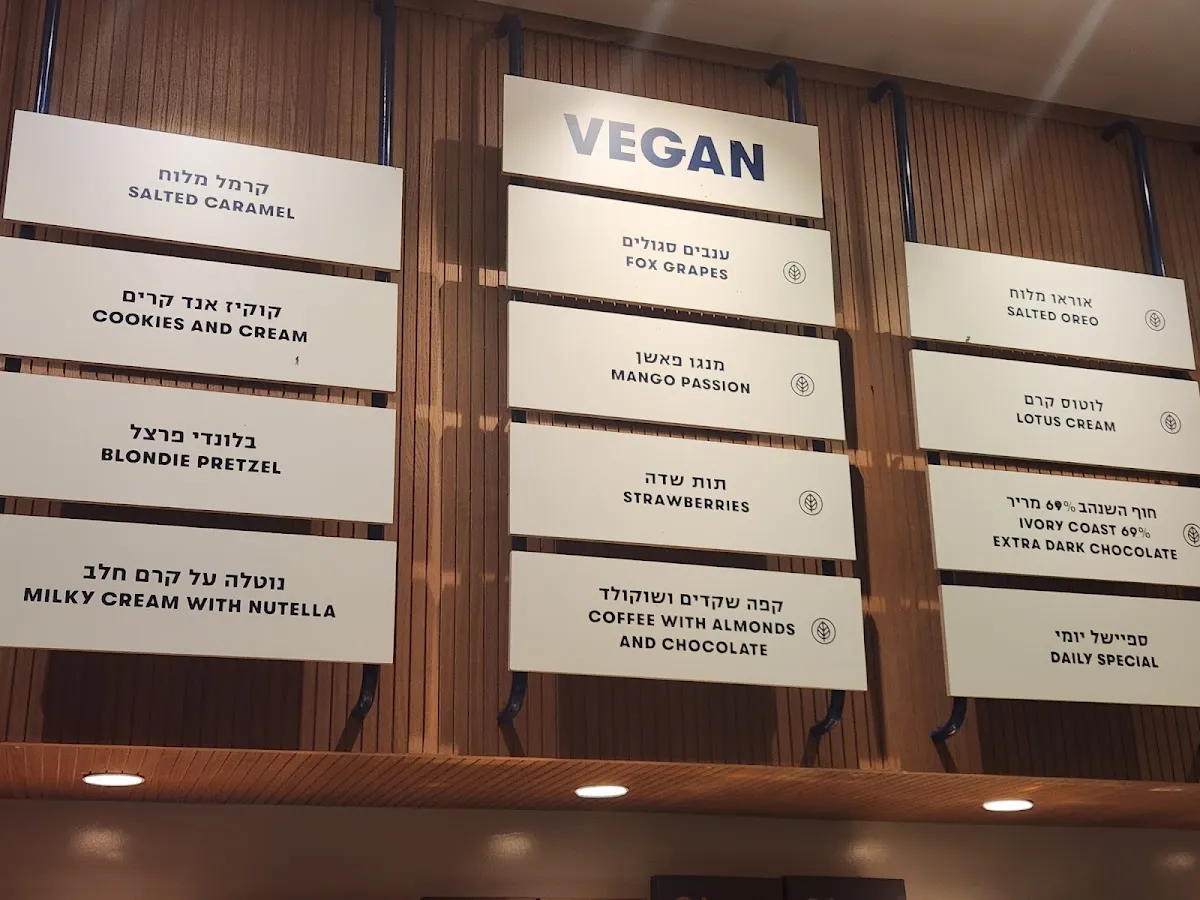 קרמל מלוח
SALTED CARAMEL
קוקיז אנד קרים
COOKIES AND CREAM
בלונדי פרצל
BLONDIE PRETZEL
נוטלה על קרם חלב
MILKY CREAM WITH NUTELLA
VEGAN
ענבים סגולים
FOX GRAPES
מנגו פאשן
MANGO PASSION
תות שדה
STRAWBERRIES
קפה שקדים ושוקולד
COFFEE WITH ALMONDS
AND CHOCOLATE
אוראו מלוח
SALTED OREO
לוטוס קרם
LOTUS CREAM
חוף השנהב 69% מריר
IVORY COAST 69%
EXTRA DARK CHOCOLATE
ספיישל יומי
DAILY SPECIAL